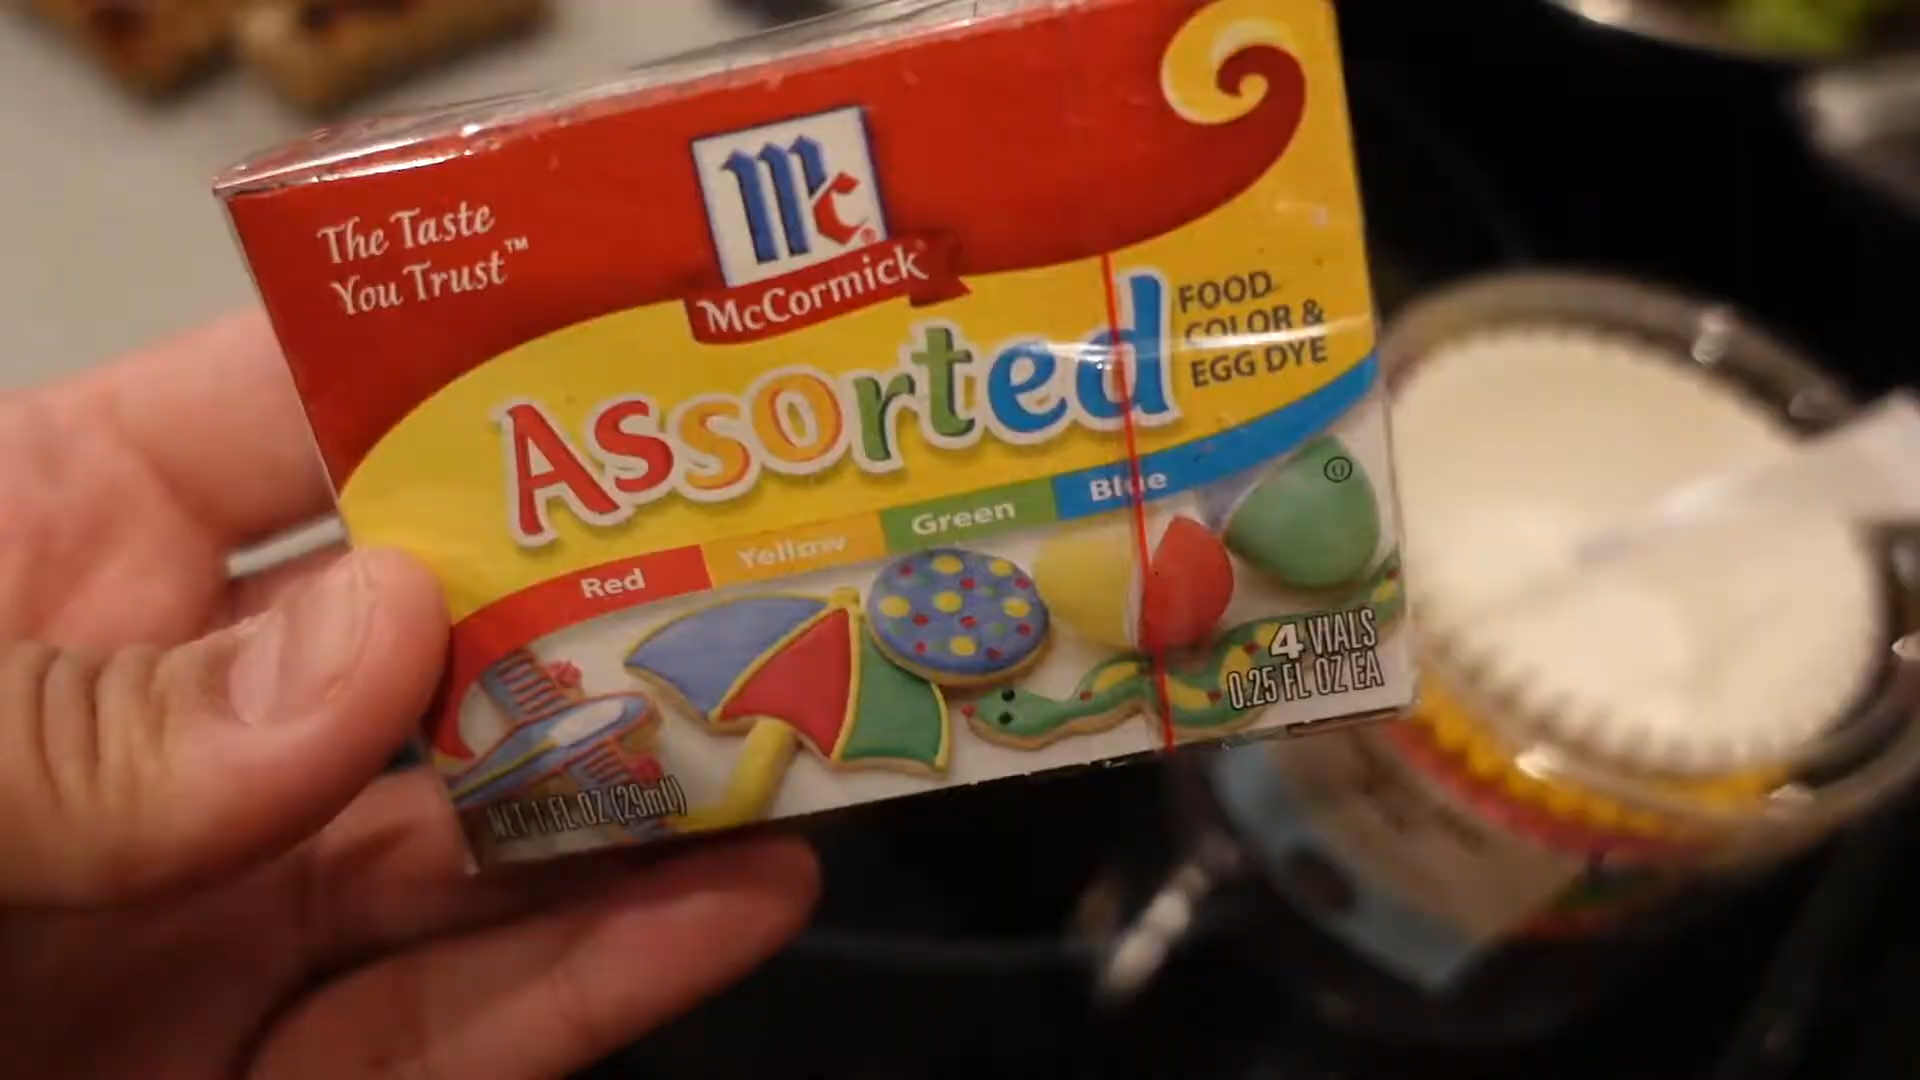 The Taste
You Trust™
Mc®
McCormick®
Assorted
FOOD
COLOR &
EGG DYE
Red
Yellow
Green
Blue
U
4 VIALS
0.25 FL OZ EA
NET 1 FL OZ (29ml)